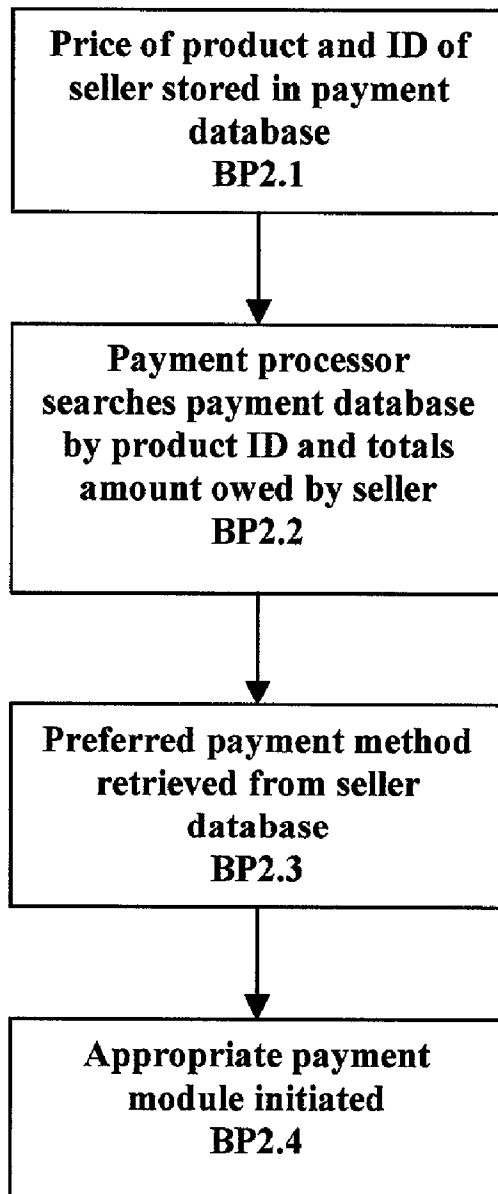 Price of product and ID of
seller stored in payment
database
BP2.1
Payment processor
searches payment database
by product ID and totals
amount owed by seller
BP2.2
Preferred payment method
retrieved from seller
database
BP2.3
Appropriate payment
module initiated
BP2.4